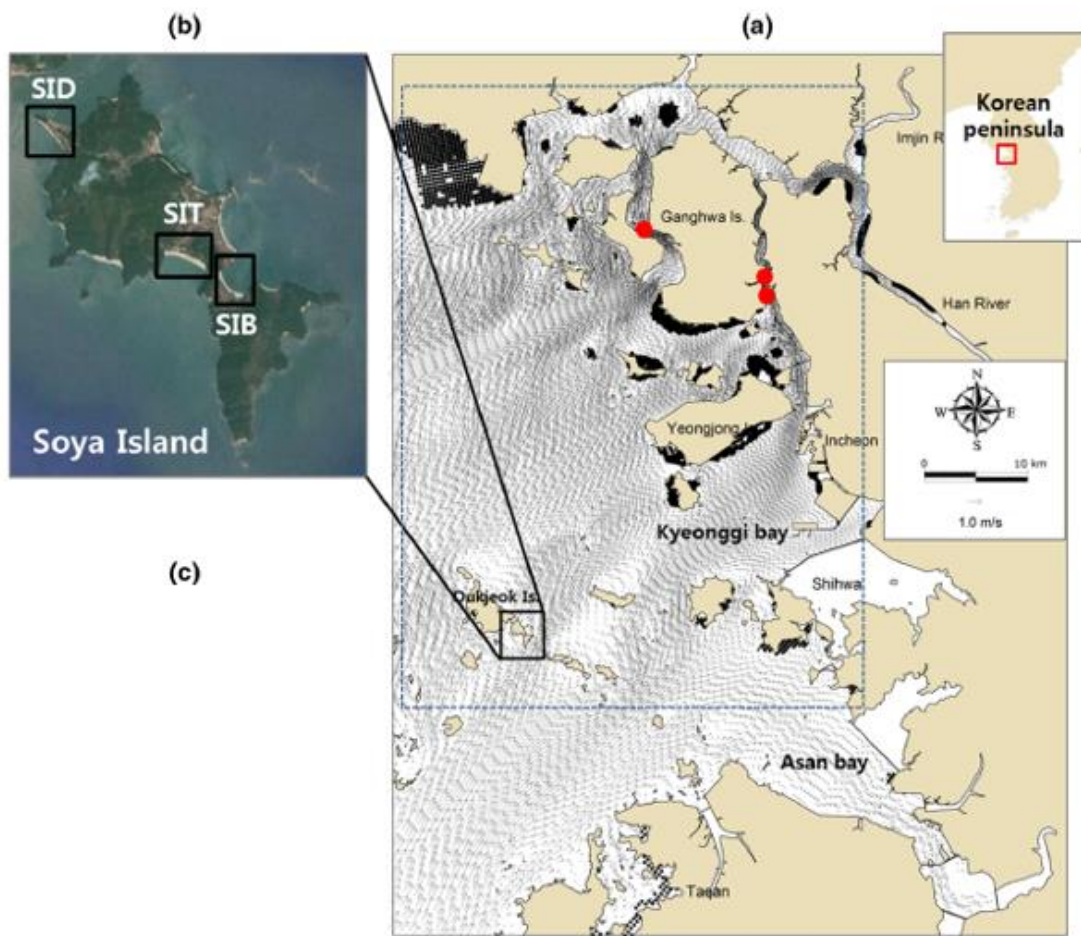 (b)
(a)
SID
SIT
SIB
Soya Island
Korean
peninsula
Imjin R
Ganghwa Is.
Han River
N
W E
S
0 10 km
1.0 m/s
Yeongjong I
Incheon
Kyeonggi bay
(c)
Shihwa
Asan bay